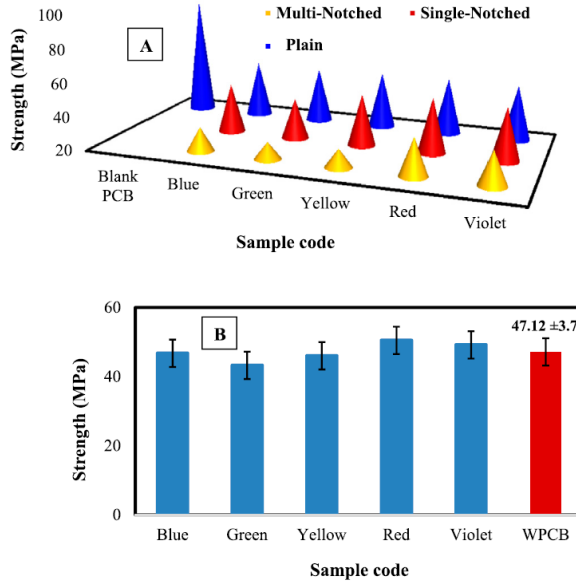 Multi-Notched Single-Notched
Plain
A
Strength (MPa)
100
80
60
40
20
Blank PCB
Blue
Green
Yellow
Red
Violet
Sample code
B
Strength (MPa)
60
40
20
0
47.12 ±3.7
Blue Green Yellow Red Violet WPCB
Sample code